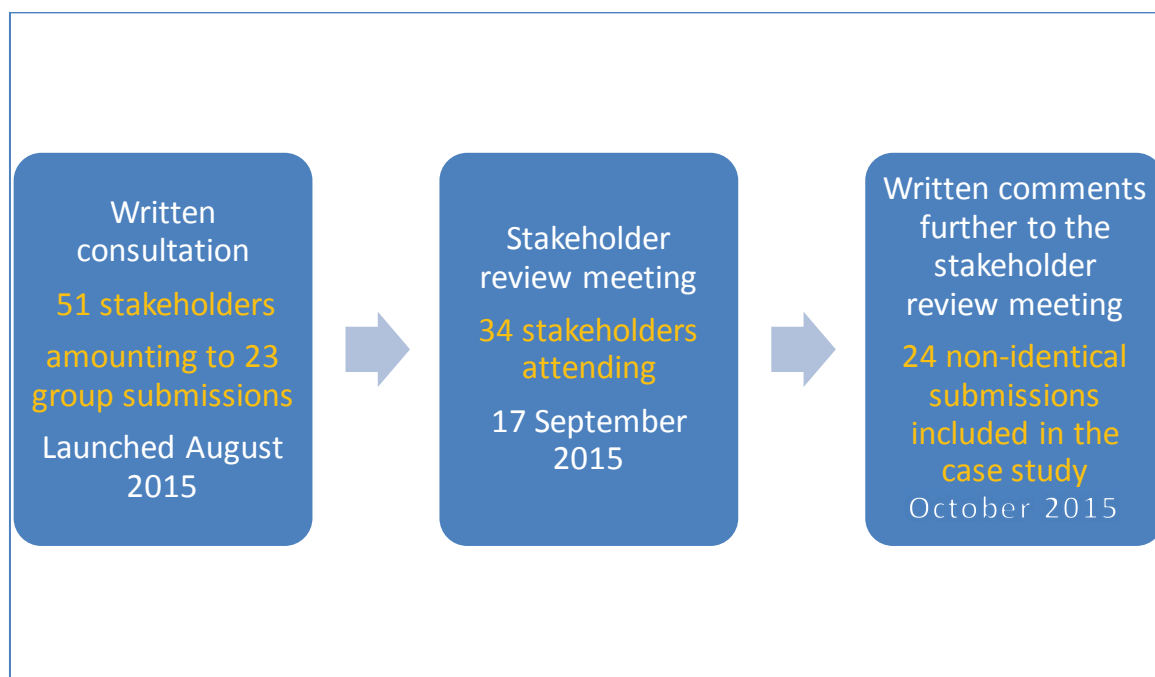 Written
consultation
51 stakeholders
amounting to 23
group submissions
Launched August
2015
Stakeholder
review meeting
34 stakeholders
attending
17 September
2015
Written comments
further to the
stakeholder
review meeting
24 non-identical
submissions
included in the
case study
October 2015